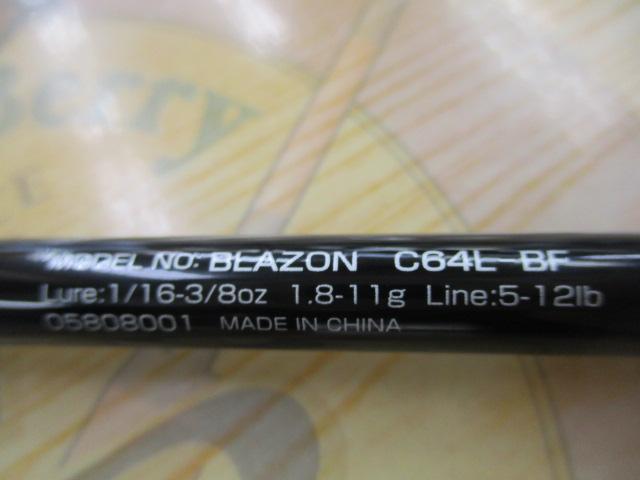 Berry
MODEL NO: BLAZON C64L-BF
Lure:1/16-3/8oz 1.8-11g Line:5-12lb
05808001 MADE IN CHINA